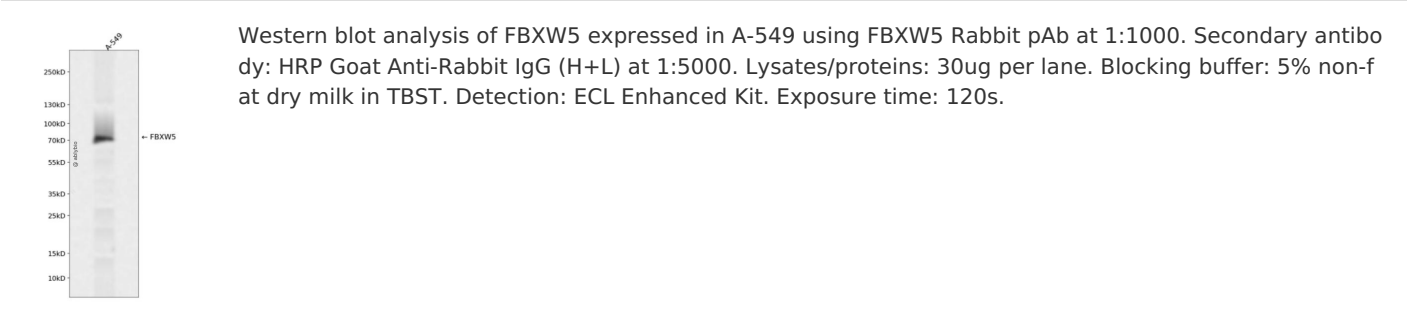 A-549
250kD
130kD
100kD
70kD
55kD
35kD
25kD
15kD
10kD
← FBXW5
© ablybio
Western blot analysis of FBXW5 expressed in A-549 using FBXW5 Rabbit pAb at 1:1000. Secondary antibo
dy: HRP Goat Anti-Rabbit IgG (H+L) at 1:5000. Lysates/proteins: 30ug per lane. Blocking buffer: 5% non-f
at dry milk in TBST. Detection: ECL Enhanced Kit. Exposure time: 120s.